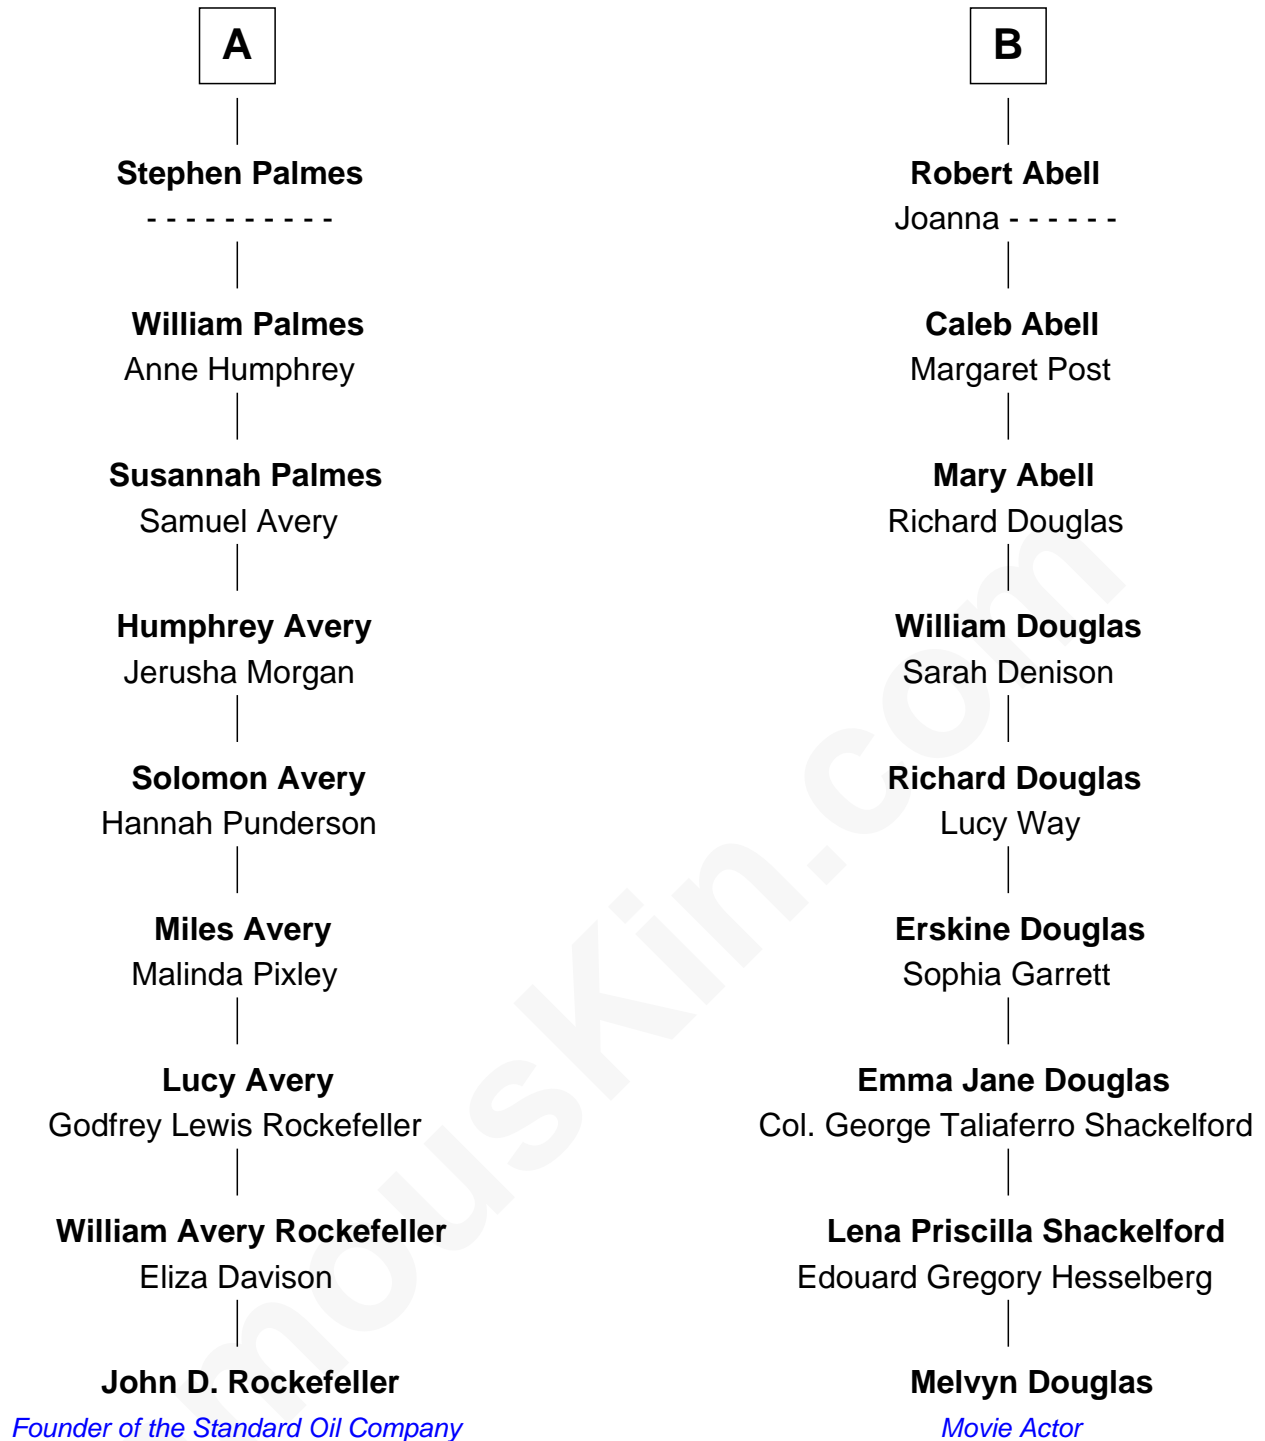 A
Stephen Palmes
- - - - - - - - - -
William Palmes
Anne Humphrey
Susannah Palmes
Samuel Avery
Humphrey Avery
Jerusha Morgan
Solomon Avery
Hannah Punderson
Miles Avery
Malinda Pixley
Lucy Avery
Godfrey Lewis Rockefeller
William Avery Rockefeller
Eliza Davison
John D. Rockefeller
Founder of the Standard Oil Company
B
Robert Abell
Joanna - - - - - -
Caleb Abell
Margaret Post
Mary Abell
Richard Douglas
William Douglas
Sarah Denison
Richard Douglas
Lucy Way
Erskine Douglas
Sophia Garrett
Emma Jane Douglas
Col. George Taliaferro Shackelford
Lena Priscilla Shackelford
Edouard Gregory Hesselberg
Melvyn Douglas
Movie Actor
mousKin.com